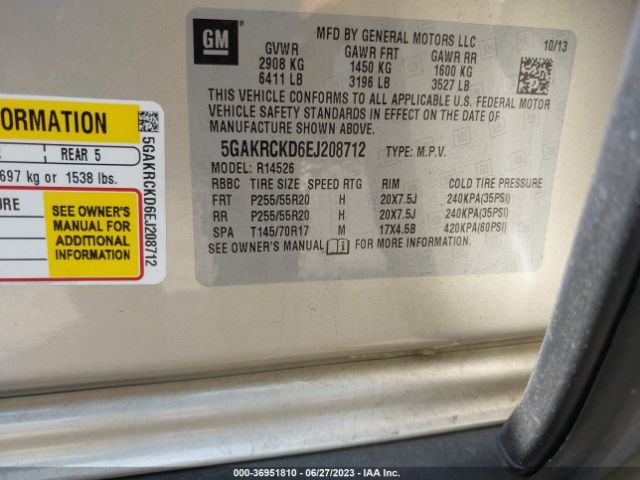 GM
MFD BY GENERAL MOTORS LLC
10/13
GVWR GAWR FRT GAWR RR
2908 KG 1450 KG 1600 KG
6411 LB 3196 LB 3527 LB
THIS VEHICLE CONFORMS TO ALL APPLICABLE U.S. FEDERAL MOTOR
VEHICLE SAFETY STANDARDS IN EFFECT ON THE DATE OF
MANUFACTURE SHOWN ABOVE.
5GAKRCKD6EJ208712 TYPE: M.P.V.
MODEL: R14526
RBBC TIRE SIZE SPEED RTG RIM COLD TIRE PRESSURE
FRT P255/55R20 H 20X7.5J 240KPA(35PSI)
RR P255/55R20 H 20X7.5J 240KPA(35PSI)
SPA T145/70R17 M 17X4.5B 420KPA(60PSI)
SEE OWNER'S MANUAL FOR MORE INFORMATION.
ORMATION
REAR 5
697 kg or 1538 lbs.
URE
SEE OWNER'S
MANUAL FOR
ADDITIONAL
INFORMATION
5GAKRCKD6EJ208712
000-36951810 - 06/27/2023 - IAA Inc.